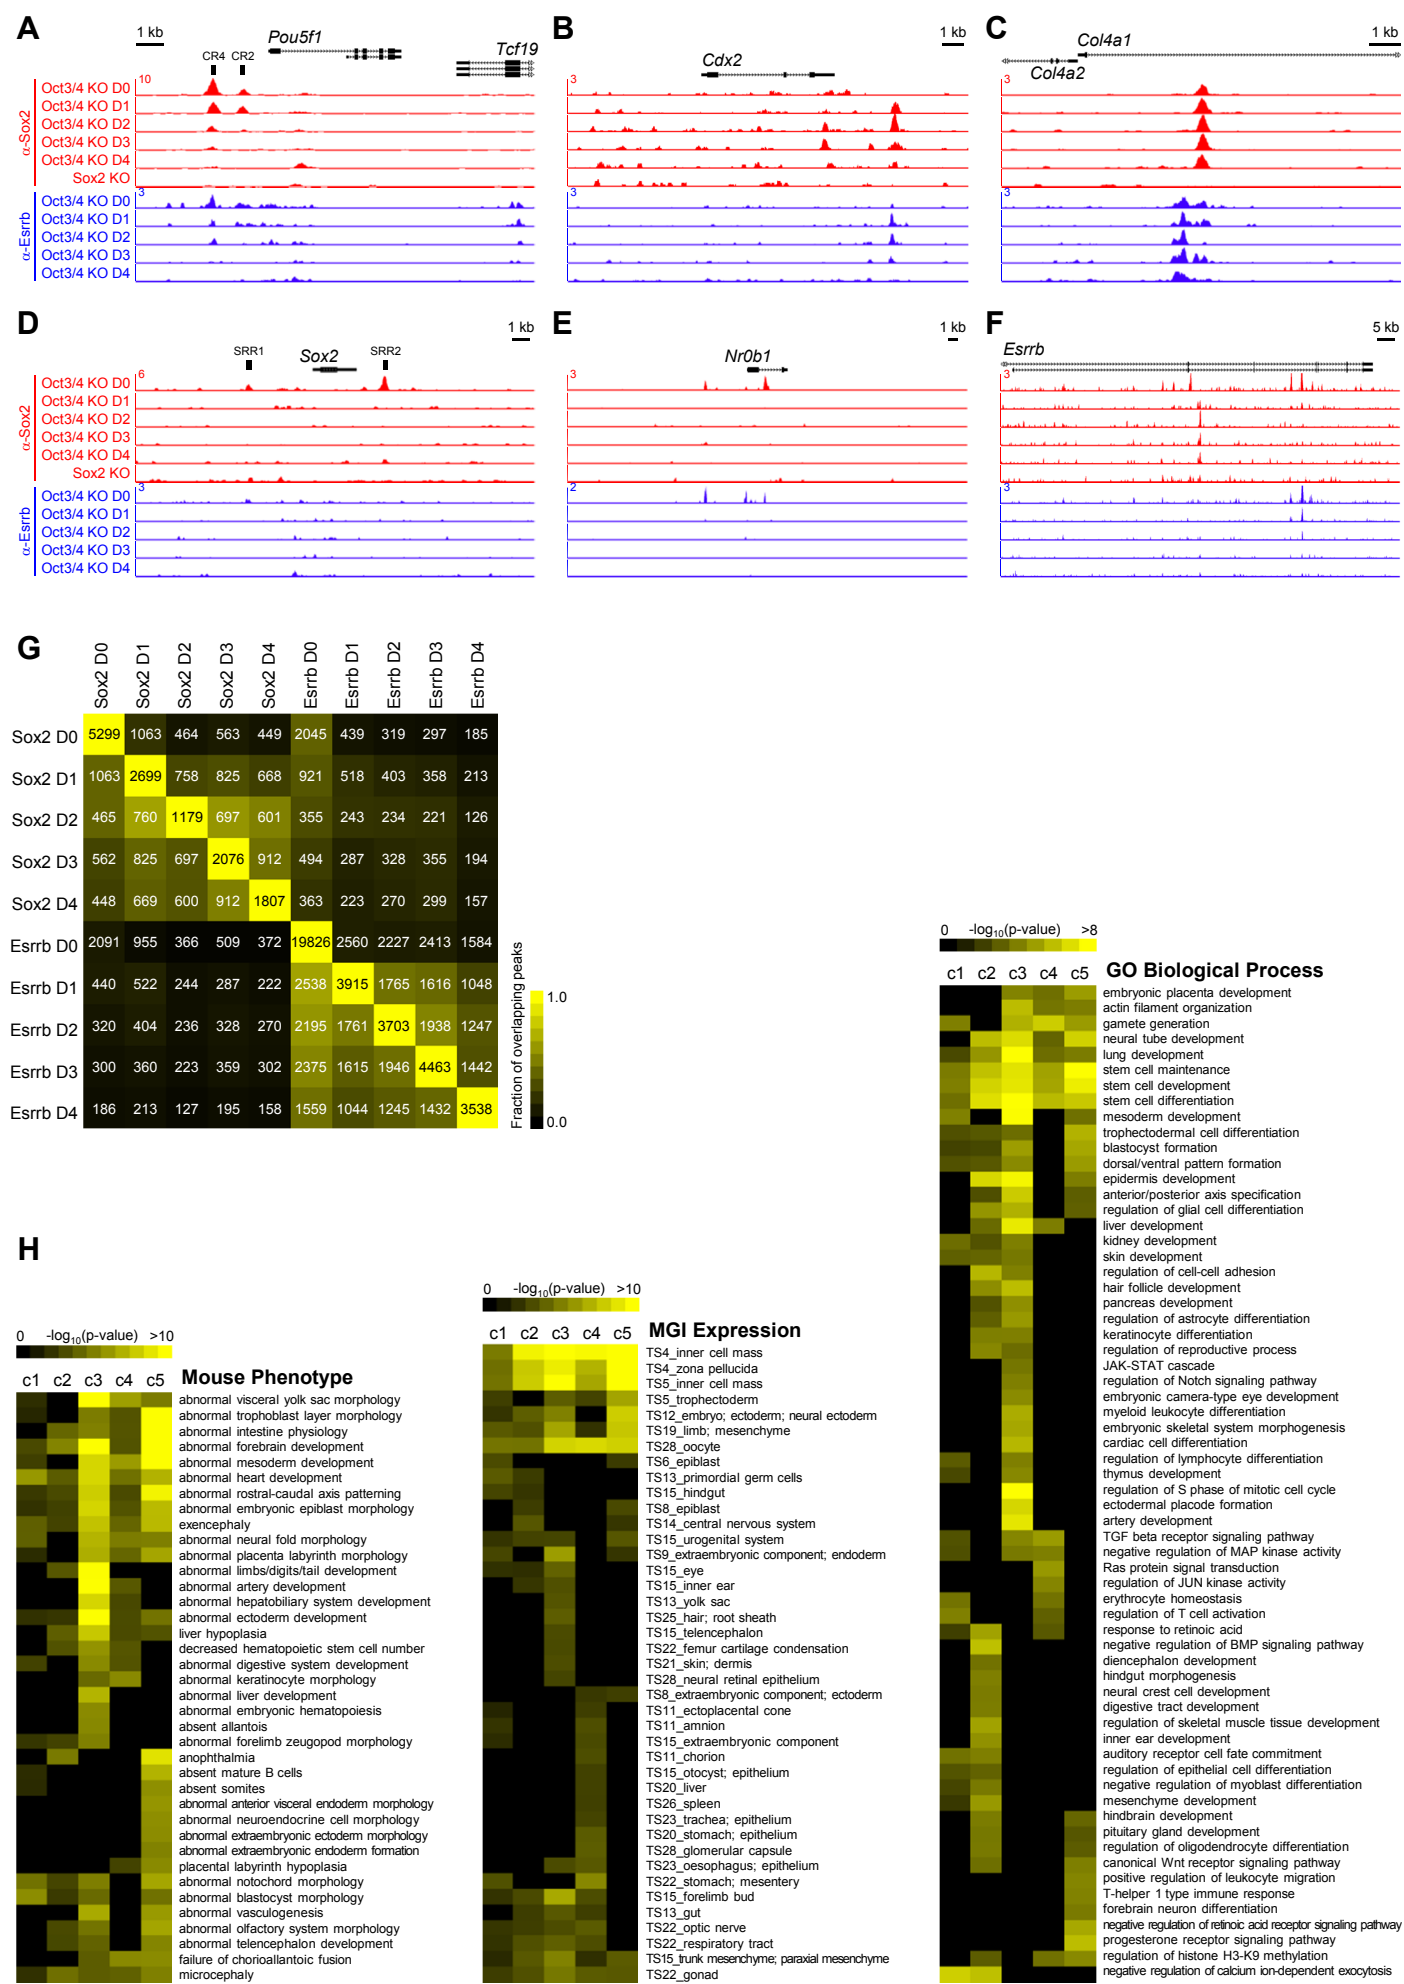 A
1 kb
Pou5f1
Tcf19
CR4 CR2
α-Sox2
10
Oct3/4 KO D0
Oct3/4 KO D1
Oct3/4 KO D2
Oct3/4 KO D3
Oct3/4 KO D4
Sox2 KO
α-Esrrb
3
Oct3/4 KO D0
Oct3/4 KO D1
Oct3/4 KO D2
Oct3/4 KO D3
Oct3/4 KO D4
B
1 kb
Cdx2
3
3
C
1 kb
Col4a1
Col4a2
3
3
D
1 kb
SRR1
Sox2
SRR2
α-Sox2
6
Oct3/4 KO D0
Oct3/4 KO D1
Oct3/4 KO D2
Oct3/4 KO D3
Oct3/4 KO D4
Sox2 KO
α-Esrrb
3
Oct3/4 KO D0
Oct3/4 KO D1
Oct3/4 KO D2
Oct3/4 KO D3
Oct3/4 KO D4
E
1 kb
Nr0b1
3
2
F
5 kb
Esrrb
3
3
G
Sox2 D0 Sox2 D1 Sox2 D2 Sox2 D3 Sox2 D4 Esrrb D0 Esrrb D1 Esrrb D2 Esrrb D3 Esrrb D4
Sox2 D0 5299 1063 464 563 449 2045 439 319 297 185
Sox2 D1 1063 2699 758 825 668 921 518 403 358 213
Sox2 D2 465 760 1179 697 601 355 243 234 221 126
Sox2 D3 562 825 697 2076 912 494 287 328 355 194
Sox2 D4 448 669 600 912 1807 363 223 270 299 157
Esrrb D0 2091 955 366 509 372 19826 2560 2227 2413 1584
Esrrb D1 440 522 244 287 222 2538 3915 1765 1616 1048
Esrrb D2 320 404 236 328 270 2195 1761 3703 1938 1247
Esrrb D3 300 360 223 359 302 2375 1615 1946 4463 1442
Esrrb D4 186 213 127 195 158 1559 1044 1245 1432 3538
Fraction of overlapping peaks
1.0
0.0
H
0 -log10(p-value) >10
c1 c2 c3 c4 c5 Mouse Phenotype
abnormal visceral yolk sac morphology
abnormal trophoblast layer morphology
abnormal intestine physiology
abnormal forebrain development
abnormal mesoderm development
abnormal heart development
abnormal rostral-caudal axis patterning
abnormal embryonic epiblast morphology
exencephaly
abnormal neural fold morphology
abnormal placenta labyrinth morphology
abnormal limbs/digits/tail development
abnormal artery development
abnormal hepatobiliary system development
abnormal ectoderm development
liver hypoplasia
decreased hematopoietic stem cell number
abnormal digestive system development
abnormal keratinocyte morphology
abnormal liver development
abnormal embryonic hematopoiesis
absent allantois
abnormal forelimb zeugopod morphology
anophthalmia
absent mature B cells
absent somites
abnormal anterior visceral endoderm morphology
abnormal neuroendocrine cell morphology
abnormal extraembryonic ectoderm morphology
abnormal extraembryonic endoderm formation
placental labyrinth hypoplasia
abnormal notochord morphology
abnormal blastocyst morphology
abnormal vasculogenesis
abnormal olfactory system morphology
abnormal telencephalon development
failure of chorioallantoic fusion
microcephaly
0 -log10(p-value) >10
c1 c2 c3 c4 c5 MGI Expression
TS4_inner cell mass
TS4_zona pellucida
TS5_inner cell mass
TS5_trophectoderm
TS12_embryo; ectoderm; neural ectoderm
TS19_limb; mesenchyme
TS28_oocyte
TS6_epiblast
TS13_primordial germ cells
TS15_hindgut
TS8_epiblast
TS14_central nervous system
TS15_urogenital system
TS9_extraembryonic component; endoderm
TS15_eye
TS15_inner ear
TS13_yolk sac
TS25_hair; root sheath
TS15_telencephalon
TS22_femur cartilage condensation
TS21_skin; dermis
TS28_neural retinal epithelium
TS8_extraembryonic component; ectoderm
TS11_ectoplacental cone
TS11_amnion
TS15_extraembryonic component
TS11_chorion
TS15_otocyst; epithelium
TS20_liver
TS26_spleen
TS23_trachea; epithelium
TS20_stomach; epithelium
TS28_glomerular capsule
TS23_oesophagus; epithelium
TS22_stomach; mesentery
TS15_forelimb bud
TS13_gut
TS22_optic nerve
TS22_respiratory tract
TS15_trunk mesenchyme; paraxial mesenchyme
TS22_gonad
0 -log10(p-value) >8
c1 c2 c3 c4 c5 GO Biological Process
embryonic placenta development
actin filament organization
gamete generation
neural tube development
lung development
stem cell maintenance
stem cell development
stem cell differentiation
mesoderm development
trophectodermal cell differentiation
blastocyst formation
dorsal/ventral pattern formation
epidermis development
anterior/posterior axis specification
regulation of glial cell differentiation
liver development
kidney development
skin development
regulation of cell-cell adhesion
hair follicle development
pancreas development
regulation of astrocyte differentiation
keratinocyte differentiation
regulation of reproductive process
JAK-STAT cascade
regulation of Notch signaling pathway
embryonic camera-type eye development
myeloid leukocyte differentiation
embryonic skeletal system morphogenesis
cardiac cell differentiation
regulation of lymphocyte differentiation
thymus development
regulation of S phase of mitotic cell cycle
ectodermal placode formation
artery development
TGF beta receptor signaling pathway
negative regulation of MAP kinase activity
Ras protein signal transduction
regulation of JUN kinase activity
erythrocyte homeostasis
regulation of T cell activation
response to retinoic acid
negative regulation of BMP signaling pathway
diencephalon development
hindgut morphogenesis
neural crest cell development
digestive tract development
regulation of skeletal muscle tissue development
inner ear development
auditory receptor cell fate commitment
regulation of epithelial cell differentiation
negative regulation of myoblast differentiation
mesenchyme development
hindbrain development
pituitary gland development
regulation of oligodendrocyte differentiation
canonical Wnt receptor signaling pathway
positive regulation of leukocyte migration
T-helper 1 type immune response
forebrain neuron differentiation
negative regulation of retinoic acid receptor signaling pathway
progesterone receptor signaling pathway
regulation of histone H3-K9 methylation
negative regulation of calcium ion-dependent exocytosis